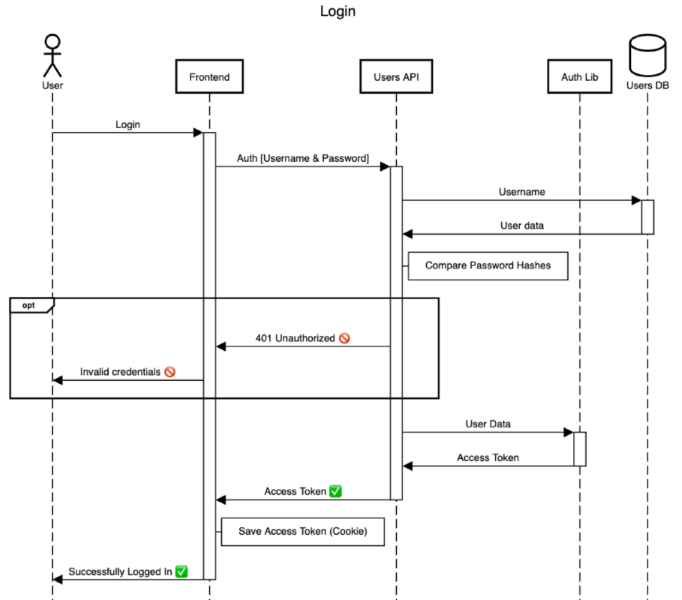 Login
User
Frontend
Users API
Auth Lib
Users DB
Login
Auth [Username & Password]
Username
User data
Compare Password Hashes
opt
401 Unauthorized 🚫
Invalid credentials 🚫
User Data
Access Token
Access Token ✅
Save Access Token (Cookie)
Successfully Logged In ✅